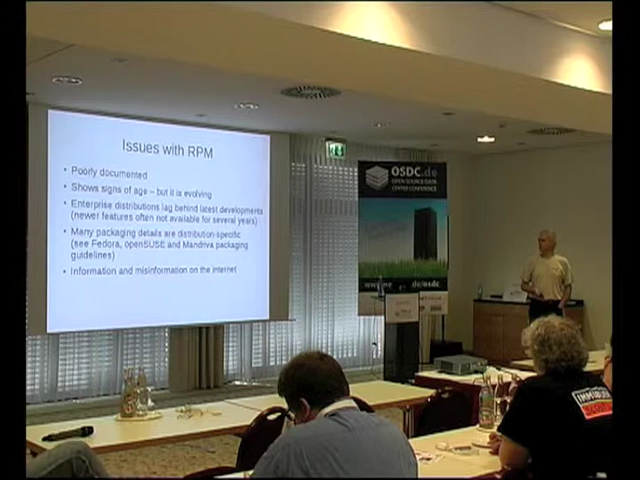 Issues with RPM
• Poorly documented
• Shows signs of age – but it is evolving
• Enterprise distributions lag behind latest developments
(newer features often not available for several years)
• Many packaging details are distribution-specific
(see Fedora, openSUSE and Mandriva packaging
guidelines)
• Information and misinformation on the internet
OSDC.de
OPEN SOURCE DATA
CENTER CONFERENCE
.de/osdc